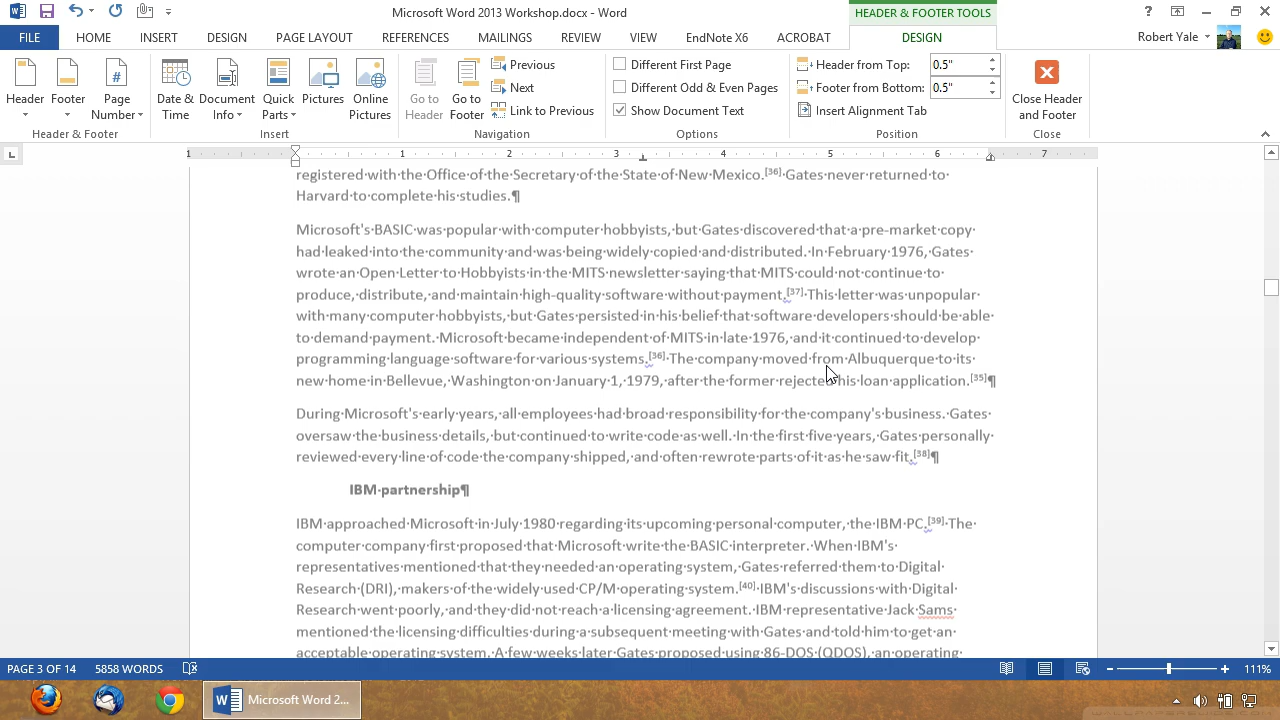 Microsoft Word 2013 Workshop.docx - Word
HEADER & FOOTER TOOLS
?
FILE HOME INSERT DESIGN PAGE LAYOUT REFERENCES MAILINGS REVIEW VIEW EndNote X6 ACROBAT DESIGN Robert Yale
Header
Footer
Page Number
Header & Footer
Date & Time
Document Info
Quick Parts
Pictures
Online Pictures
Insert
Go to Header
Go to Footer
Previous
Next
Link to Previous
Navigation
Different First Page
Different Odd & Even Pages
Show Document Text
Options
Header from Top: 0.5"
Footer from Bottom: 0.5"
Insert Alignment Tab
Position
Close Header and Footer
Close
L
1 1 2 3 4 5 6 7
registered·with·the·Office·of·the·Secretary·of·the·State·of·New·Mexico.[36]·Gates·never·returned·to·
Harvard·to·complete·his·studies.¶
Microsoft's·BASIC·was·popular·with·computer·hobbyists,·but·Gates·discovered·that·a·pre-market·copy·
had·leaked·into·the·community·and·was·being·widely·copied·and·distributed.·In·February·1976,·Gates·
wrote·an·Open·Letter·to·Hobbyists·in·the·MITS·newsletter·saying·that·MITS·could·not·continue·to·
produce,·distribute,·and·maintain·high-quality·software·without·payment.[37]·This·letter·was·unpopular·
with·many·computer·hobbyists,·but·Gates·persisted·in·his·belief·that·software·developers·should·be·able·
to·demand·payment.·Microsoft·became·independent·of·MITS·in·late·1976,·and·it·continued·to·develop·
programming·language·software·for·various·systems.[36]·The·company·moved·from·Albuquerque·to·its·
new·home·in·Bellevue,·Washington·on·January·1,·1979,·after·the·former·rejected·his·loan·application.[35]¶
During·Microsoft's·early·years,·all·employees·had·broad·responsibility·for·the·company's·business.·Gates·
oversaw·the·business·details,·but·continued·to·write·code·as·well.·In·the·first·five·years,·Gates·personally·
reviewed·every·line·of·code·the·company·shipped,·and·often·rewrote·parts·of·it·as·he·saw·fit.[38]¶
IBM·partnership¶
IBM·approached·Microsoft·in·July·1980·regarding·its·upcoming·personal·computer,·the·IBM·PC.[39]·The·
computer·company·first·proposed·that·Microsoft·write·the·BASIC·interpreter.·When·IBM's·
representatives·mentioned·that·they·needed·an·operating·system,·Gates·referred·them·to·Digital·
Research·(DRI),·makers·of·the·widely·used·CP/M·operating·system.[40]·IBM's·discussions·with·Digital·
Research·went·poorly,·and·they·did·not·reach·a·licensing·agreement.·IBM·representative·Jack·Sams·
mentioned·the·licensing·difficulties·during·a·subsequent·meeting·with·Gates·and·told·him·to·get·an·
acceptable·operating·system.·A·few·weeks·later·Gates·proposed·using·86-DOS·(QDOS),·an·operating·
PAGE 3 OF 14 5858 WORDS 111%
Microsoft Word 2...